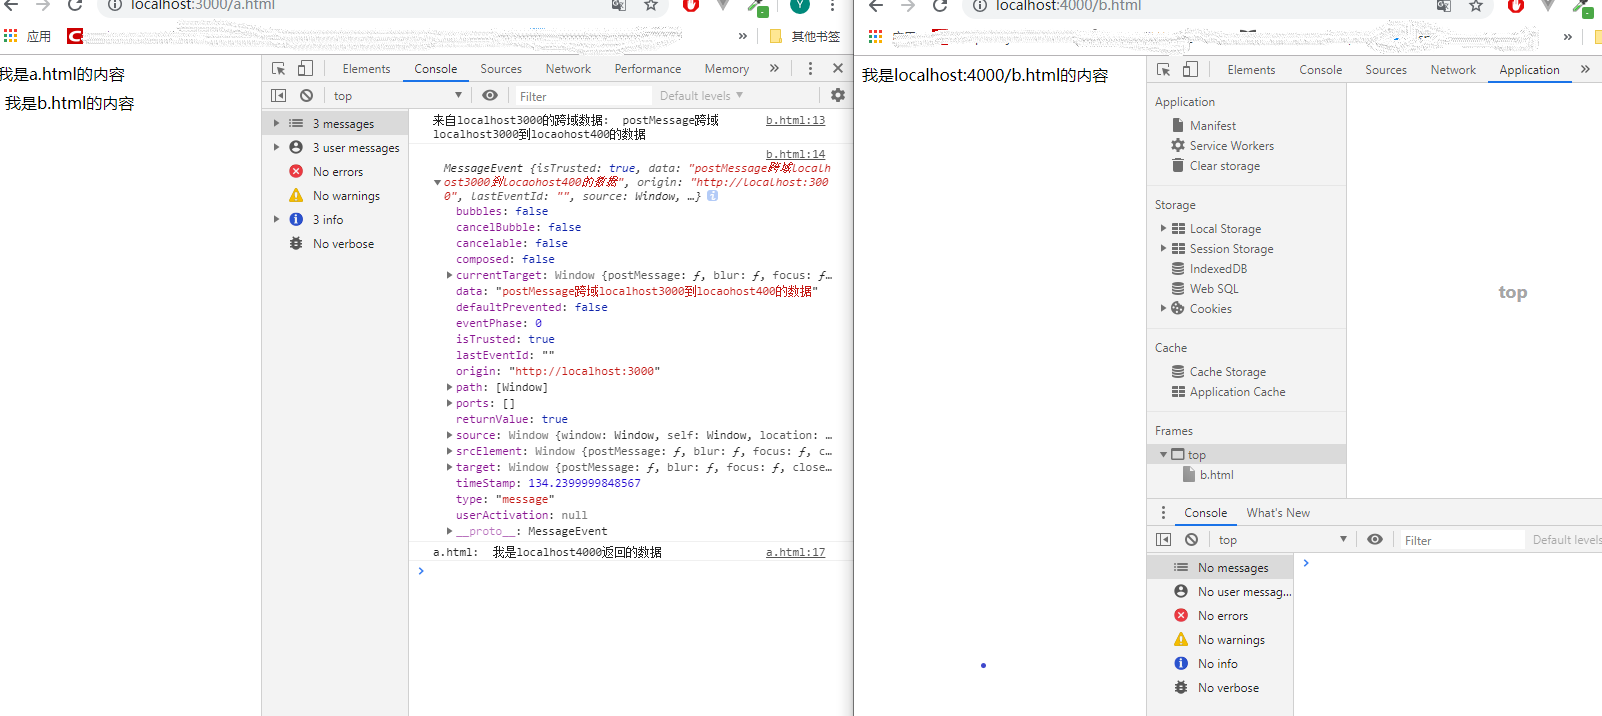 localhost:3000/a.html
应用
其他书签
我是a.html的内容
我是b.html的内容
Elements Console Sources Network Performance Memory
top
Filter
Default levels
3 messages
3 user messages
No errors
No warnings
3 info
No verbose
来自localhost3000的跨域数据: postMessage跨域 b.html:13
localhost3000到locaohost400的数据
b.html:14
MessageEvent {isTrusted: true, data: "postMessage跨域localh
ost3000到locaohost400的数据", origin: "http://localhost:300
0", lastEventId: "", source: Window, …}
bubbles: false
cancelBubble: false
cancelable: false
composed: false
currentTarget: Window {postMessage: ƒ, blur: ƒ, focus: ƒ…
data: "postMessage跨域localhost3000到locaohost400的数据"
defaultPrevented: false
eventPhase: 0
isTrusted: true
lastEventId: ""
origin: "http://localhost:3000"
path: [Window]
ports: []
returnValue: true
source: Window {window: Window, self: Window, location: …
srcElement: Window {postMessage: ƒ, blur: ƒ, focus: ƒ, c…
target: Window {postMessage: ƒ, blur: ƒ, focus: ƒ, close…
timeStamp: 134.2399999848567
type: "message"
userActivation: null
__proto__: MessageEvent
a.html: 我是localhost4000返回的数据 a.html:17
localhost:4000/b.html
我是localhost:4000/b.html的内容
Elements Console Sources Network Application
Application
Manifest
Service Workers
Clear storage
Storage
Local Storage
Session Storage
IndexedDB
Web SQL
Cookies
Cache
Cache Storage
Application Cache
Frames
top
b.html
top
Console What's New
top
Filter
Default levels
No messages
No user messag...
No errors
No warnings
No info
No verbose